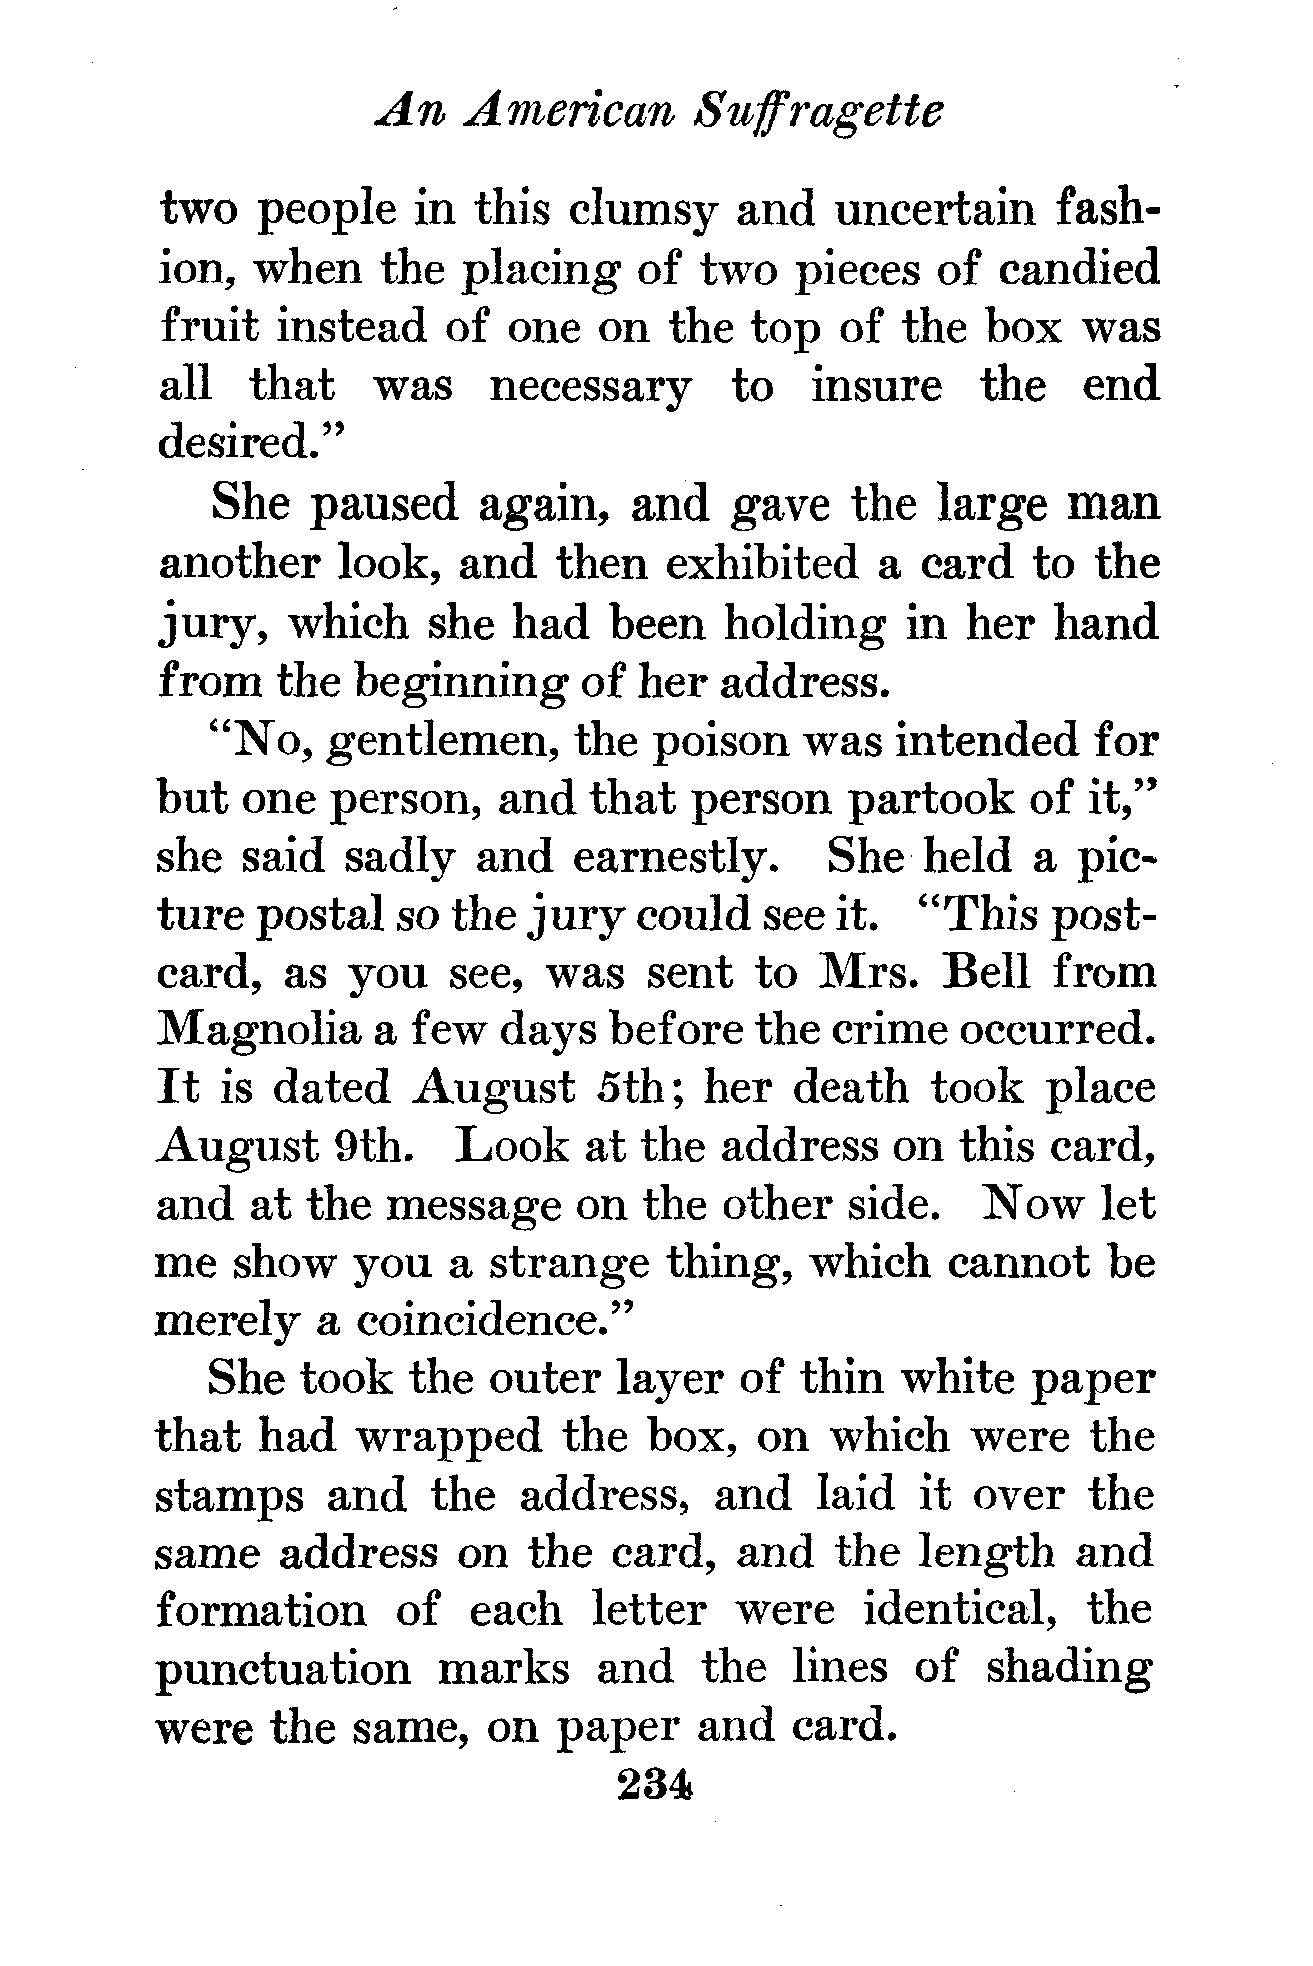 An American Suffragette
two people in this clumsy and uncertain fash-
ion, when the placing of two pieces of candied
fruit instead of one on the top of the box was
all that was necessary to insure the end
desired.”
She paused again, and gave the large man
another look, and then exhibited a card to the
jury, which she had been holding in her hand
from the beginning of her address.
“No, gentlemen, the poison was intended for
but one person, and that person partook of it,”
she said sadly and earnestly. She held a pic-
ture postal so the jury could see it. “This post-
card, as you see, was sent to Mrs. Bell from
Magnolia a few days before the crime occurred.
It is dated August 5th; her death took place
August 9th. Look at the address on this card,
and at the message on the other side. Now let
me show you a strange thing, which cannot be
merely a coincidence.”
She took the outer layer of thin white paper
that had wrapped the box, on which were the
stamps and the address, and laid it over the
same address on the card, and the length and
formation of each letter were identical, the
punctuation marks and the lines of shading
were the same, on paper and card.
234